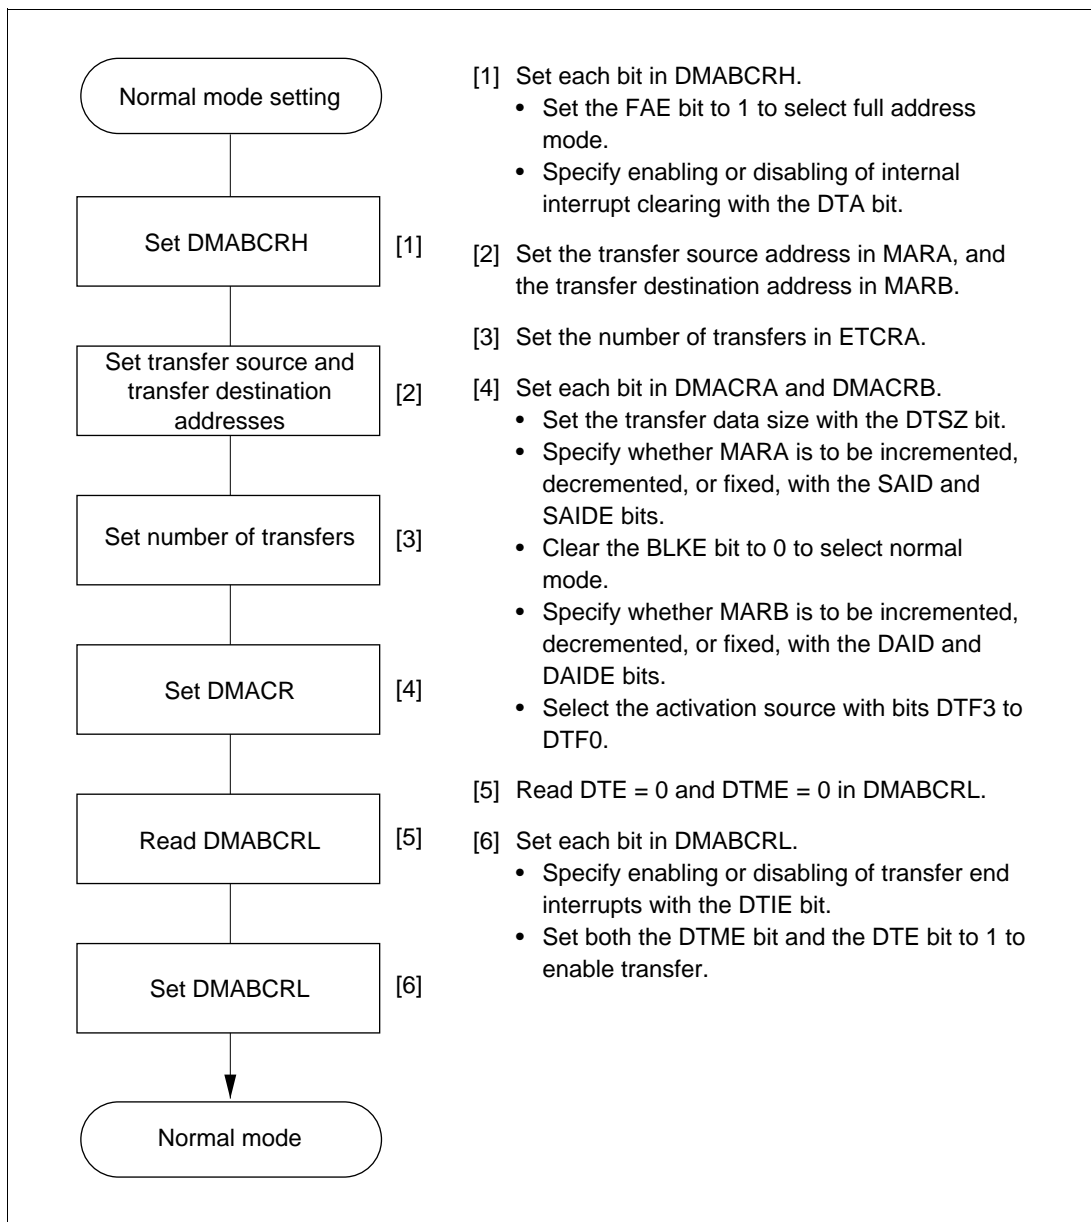 Normal mode setting
Set DMABCRH
[1]
Set transfer source and
transfer destination
addresses
[2]
Set number of transfers
[3]
Set DMACR
[4]
Read DMABCRL
[5]
Set DMABCRL
[6]
Normal mode
[1] Set each bit in DMABCRH.
• Set the FAE bit to 1 to select full address
mode.
• Specify enabling or disabling of internal
interrupt clearing with the DTA bit.
[2] Set the transfer source address in MARA, and
the transfer destination address in MARB.
[3] Set the number of transfers in ETCRA.
[4] Set each bit in DMACRA and DMACRB.
• Set the transfer data size with the DTSZ bit.
• Specify whether MARA is to be incremented,
decremented, or fixed, with the SAID and
SAIDE bits.
• Clear the BLKE bit to 0 to select normal
mode.
• Specify whether MARB is to be incremented,
decremented, or fixed, with the DAID and
DAIDE bits.
• Select the activation source with bits DTF3 to
DTF0.
[5] Read DTE = 0 and DTME = 0 in DMABCRL.
[6] Set each bit in DMABCRL.
• Specify enabling or disabling of transfer end
interrupts with the DTIE bit.
• Set both the DTME bit and the DTE bit to 1 to
enable transfer.